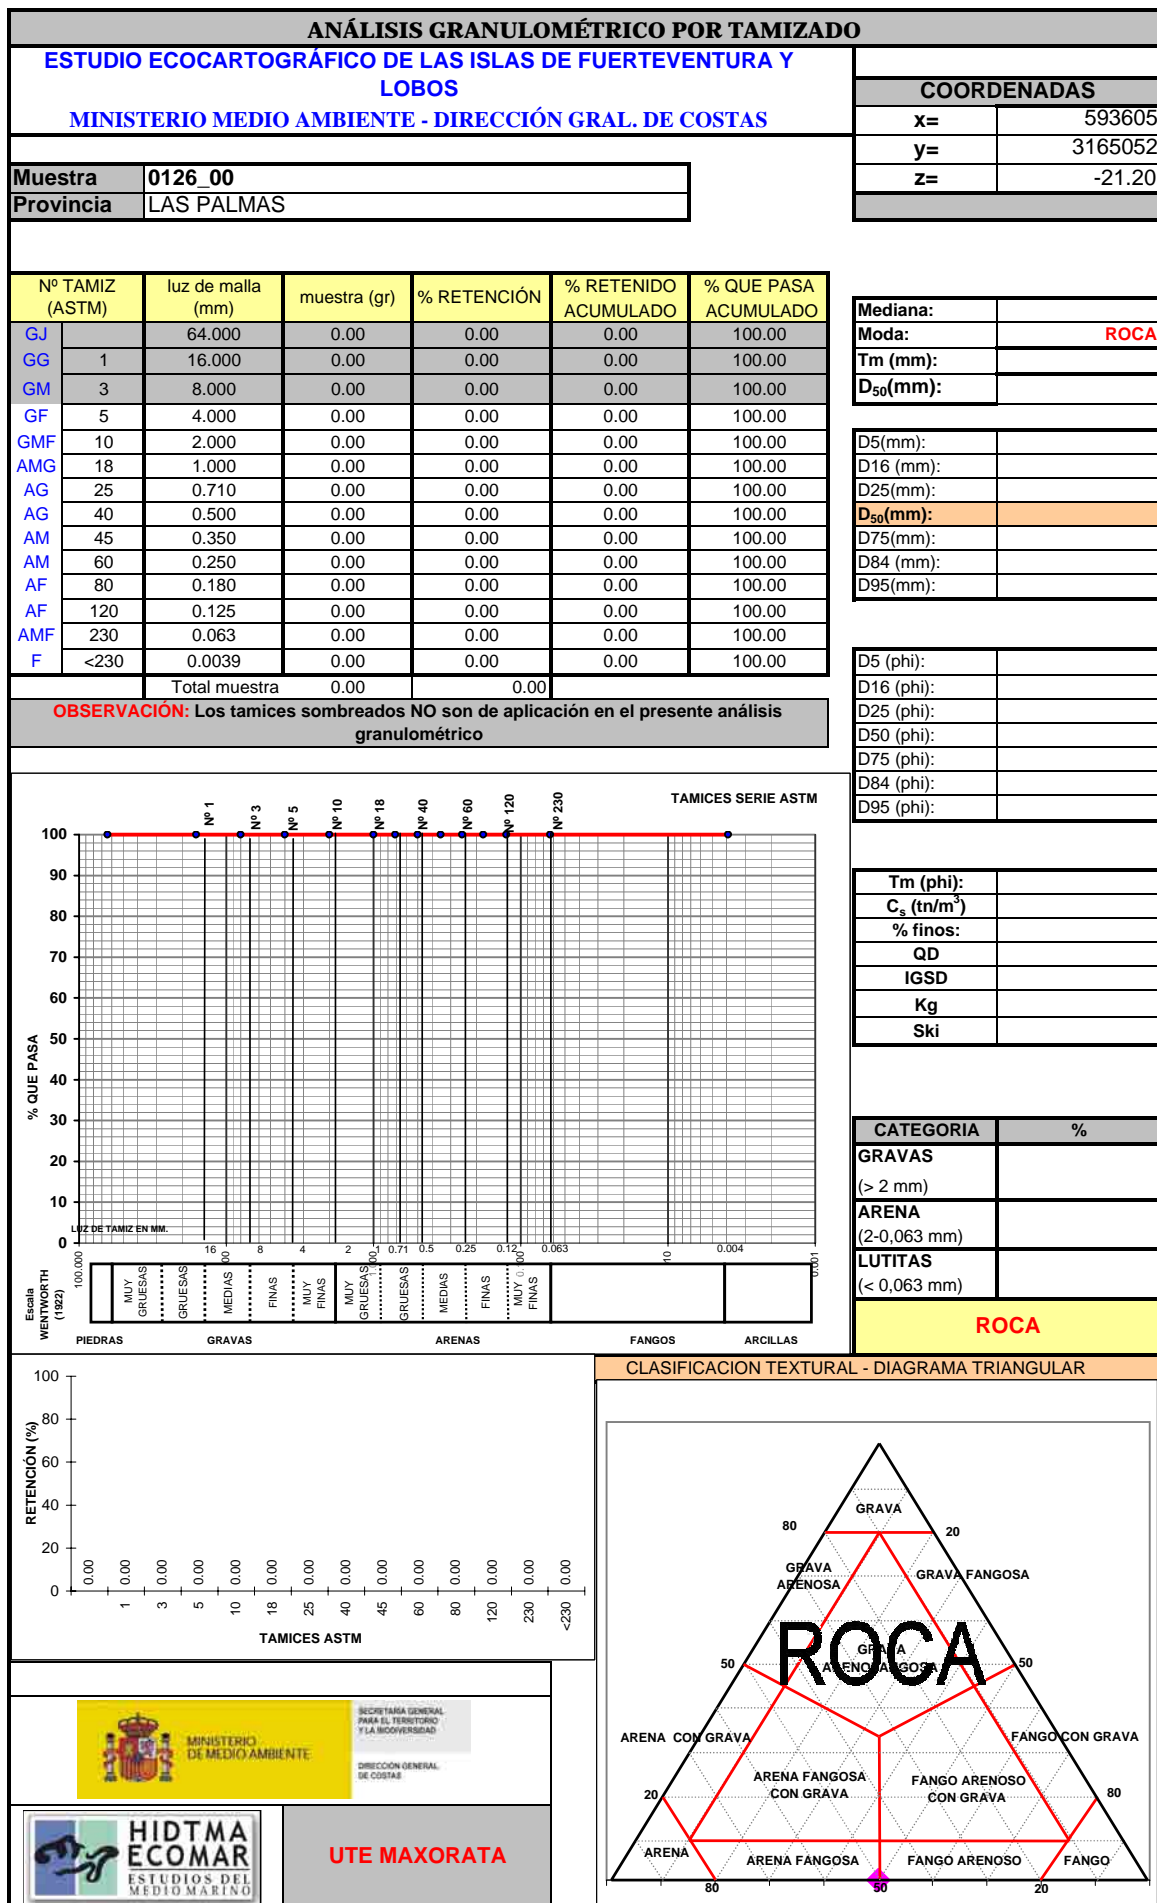 ANÁLISIS GRANULOMÉTRICO POR TAMIZADO
ESTUDIO ECOCARTOGRÁFICO DE LAS ISLAS DE FUERTEVENTURA Y
LOBOS
MINISTERIO MEDIO AMBIENTE - DIRECCIÓN GRAL. DE COSTAS
COORDENADAS
x= 593605
y= 3165052
z= -21.20
Muestra 0126_00
Provincia LAS PALMAS
Nº TAMIZ (ASTM) luz de malla (mm) muestra (gr) % RETENCIÓN % RETENIDO ACUMULADO % QUE PASA ACUMULADO
GJ 64.000 0.00 0.00 0.00 100.00
GG 1 16.000 0.00 0.00 0.00 100.00
GM 3 8.000 0.00 0.00 0.00 100.00
GF 5 4.000 0.00 0.00 0.00 100.00
GMF 10 2.000 0.00 0.00 0.00 100.00
AMG 18 1.000 0.00 0.00 0.00 100.00
AG 25 0.710 0.00 0.00 0.00 100.00
AG 40 0.500 0.00 0.00 0.00 100.00
AM 45 0.350 0.00 0.00 0.00 100.00
AM 60 0.250 0.00 0.00 0.00 100.00
AF 80 0.180 0.00 0.00 0.00 100.00
AF 120 0.125 0.00 0.00 0.00 100.00
AMF 230 0.063 0.00 0.00 0.00 100.00
F <230 0.0039 0.00 0.00 0.00 100.00
Total muestra 0.00 0.00
OBSERVACIÓN: Los tamices sombreados NO son de aplicación en el presente análisis
granulométrico
Mediana:
Moda: ROCA
Tm (mm):
D50(mm):
D5(mm):
D16 (mm):
D25(mm):
D50(mm):
D75(mm):
D84 (mm):
D95(mm):
D5 (phi):
D16 (phi):
D25 (phi):
D50 (phi):
D75 (phi):
D84 (phi):
D95 (phi):
Tm (phi):
Cs (tn/m3)
% finos:
QD
IGSD
Kg
Ski
CATEGORIA %
GRAVAS
(> 2 mm)
ARENA
(2-0,063 mm)
LUTITAS
(< 0,063 mm)
ROCA
TAMICES SERIE ASTM
Nº 1 Nº 3 Nº 5 Nº 10 Nº 18 Nº 40 Nº 60 Nº 120 Nº 230
% QUE PASA
100
90
80
70
60
50
40
30
20
10
0
LUZ DE TAMIZ EN MM.
16 8 4 2 1 0.71 0.5 0.25 0.12 0.063 0.004
100.000 10 0.001
Escala
WENTWORTH
(1922)
MUY GRUESAS GRUESAS MEDIAS FINAS MUY FINAS MUY GRUESAS GRUESAS MEDIAS FINAS MUY FINAS
PIEDRAS GRAVAS ARENAS FANGOS ARCILLAS
RETENCIÓN (%)
100
80
60
40
20
0
0.00 0.00 0.00 0.00 0.00 0.00 0.00 0.00 0.00 0.00 0.00 0.00 0.00 0.00
1 3 5 10 18 25 40 45 60 80 120 230 <230
TAMICES ASTM
CLASIFICACION TEXTURAL - DIAGRAMA TRIANGULAR
GRAVA
80 20
GRAVA
ARENOSA
GRAVA FANGOSA
ROCA
GRAVA
50 50
ARENA CON GRAVA
FANGO CON GRAVA
ARENA FANGOSA
CON GRAVA
FANGO ARENOSO
CON GRAVA
20 80
ARENA
ARENA FANGOSA
FANGO ARENOSO
FANGO
80 50 20
MINISTERIO
DE MEDIO AMBIENTE
SECRETARÍA GENERAL
PARA EL TERRITORIO
Y LA BIODIVERSIDAD
DIRECCIÓN GENERAL
DE COSTAS
HIDTMA
ECOMAR
ESTUDIOS DEL
MEDIO MARINO
UTE MAXORATA